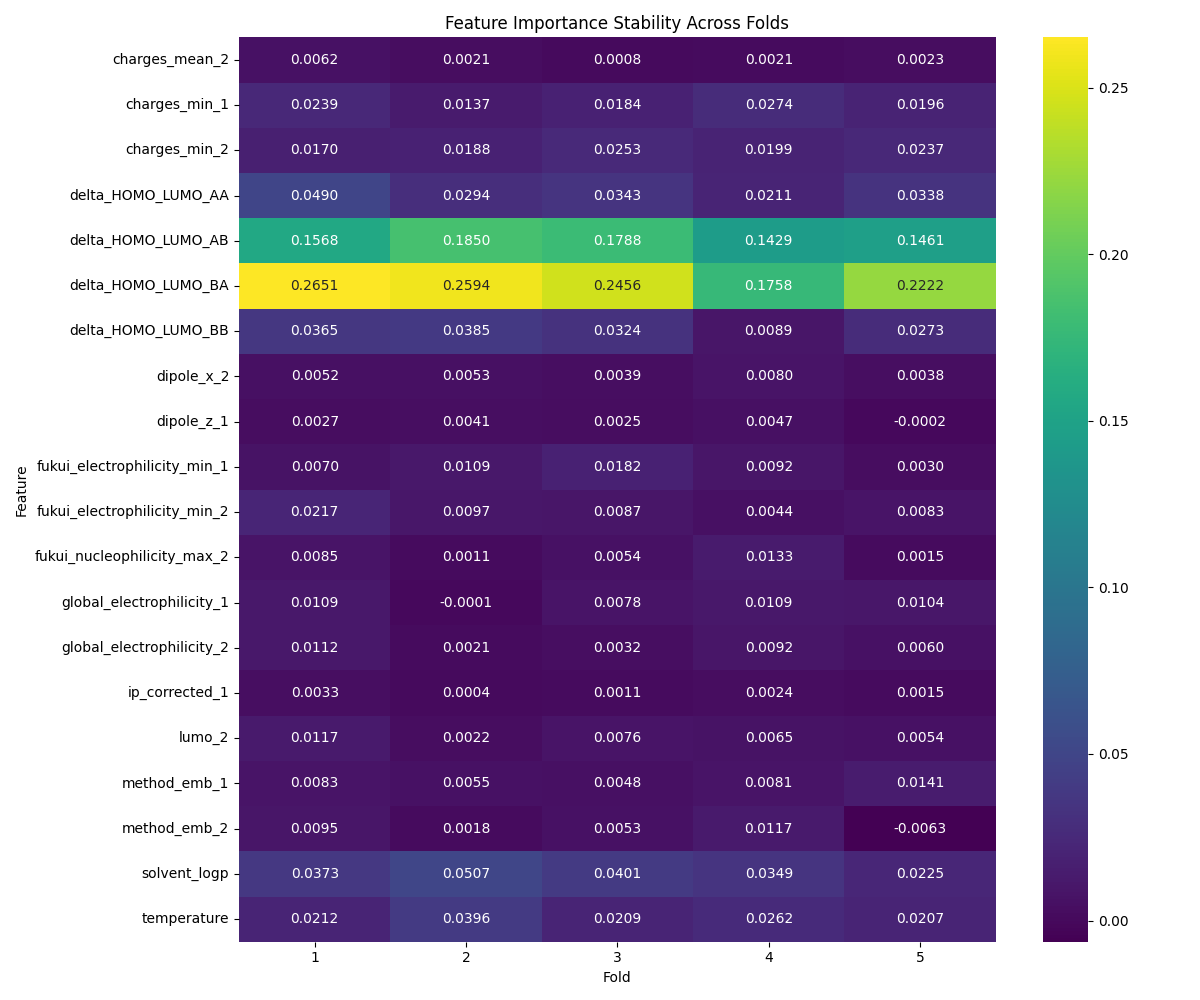 Feature Importance Stability Across Folds
charges_mean_2 0.0062 0.0021 0.0008 0.0021 0.0023
charges_min_1 0.0239 0.0137 0.0184 0.0274 0.0196
charges_min_2 0.0170 0.0188 0.0253 0.0199 0.0237
delta_HOMO_LUMO_AA 0.0490 0.0294 0.0343 0.0211 0.0338
delta_HOMO_LUMO_AB 0.1568 0.1850 0.1788 0.1429 0.1461
delta_HOMO_LUMO_BA 0.2651 0.2594 0.2456 0.1758 0.2222
delta_HOMO_LUMO_BB 0.0365 0.0385 0.0324 0.0089 0.0273
dipole_x_2 0.0052 0.0053 0.0039 0.0080 0.0038
dipole_z_1 0.0027 0.0041 0.0025 0.0047 -0.0002
fukui_electrophilicity_min_1 0.0070 0.0109 0.0182 0.0092 0.0030
fukui_electrophilicity_min_2 0.0217 0.0097 0.0087 0.0044 0.0083
fukui_nucleophilicity_max_2 0.0085 0.0011 0.0054 0.0133 0.0015
global_electrophilicity_1 0.0109 -0.0001 0.0078 0.0109 0.0104
global_electrophilicity_2 0.0112 0.0021 0.0032 0.0092 0.0060
ip_corrected_1 0.0033 0.0004 0.0011 0.0024 0.0015
lumo_2 0.0117 0.0022 0.0076 0.0065 0.0054
method_emb_1 0.0083 0.0055 0.0048 0.0081 0.0141
method_emb_2 0.0095 0.0018 0.0053 0.0117 -0.0063
solvent_logp 0.0373 0.0507 0.0401 0.0349 0.0225
temperature 0.0212 0.0396 0.0209 0.0262 0.0207
1 2 3 4 5
Fold
Feature
0.25
0.20
0.15
0.10
0.05
0.00